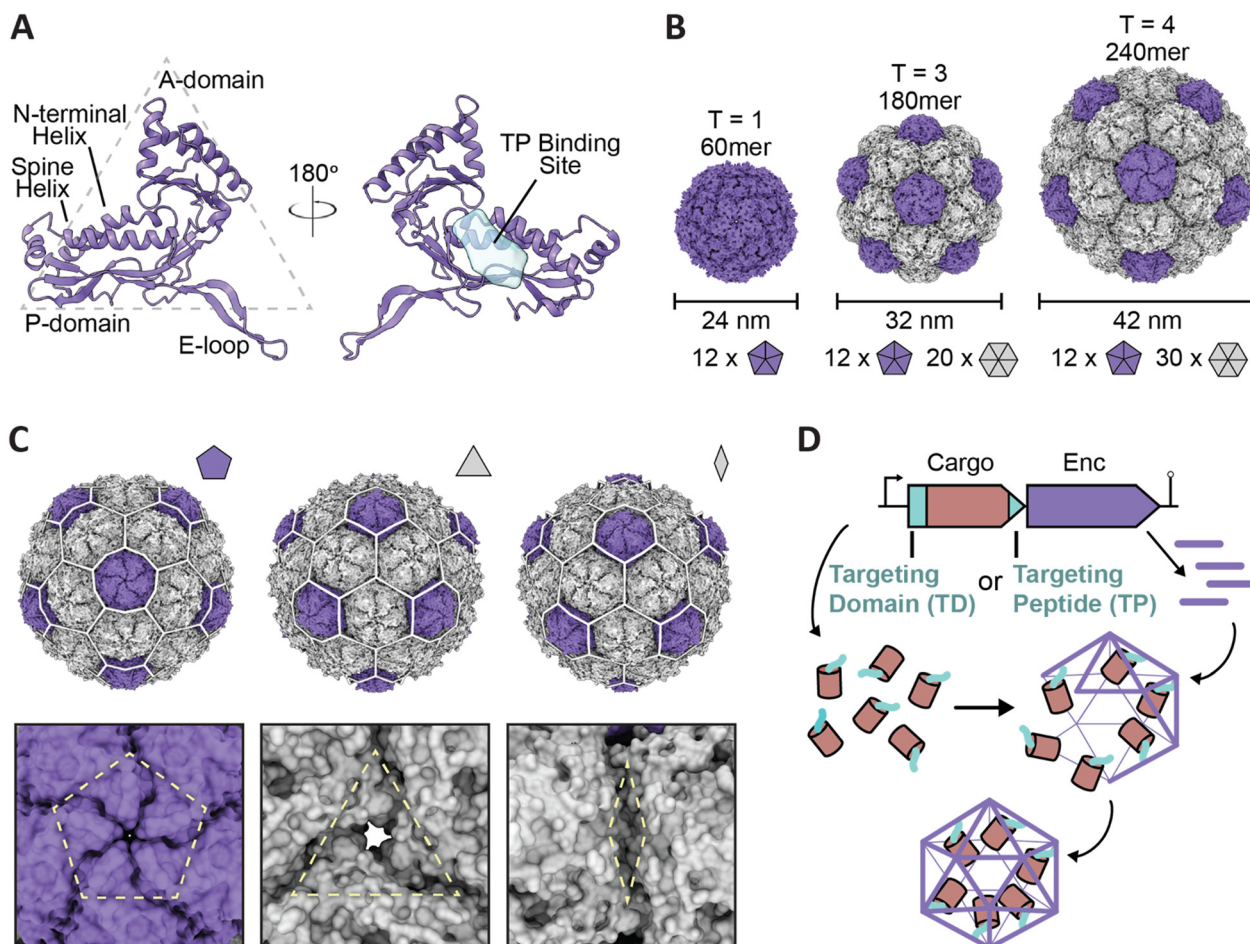 A
A-domain
N-terminal
Helix
Spine
Helix
P-domain
E-loop
180º
TP Binding
Site
B
T = 1
60mer
T = 3
180mer
T = 4
240mer
24 nm
32 nm
42 nm
12 x
12 x
20 x
12 x
30 x
C
D
Cargo
Enc
Targeting
Domain (TD)
or
Targeting
Peptide (TP)